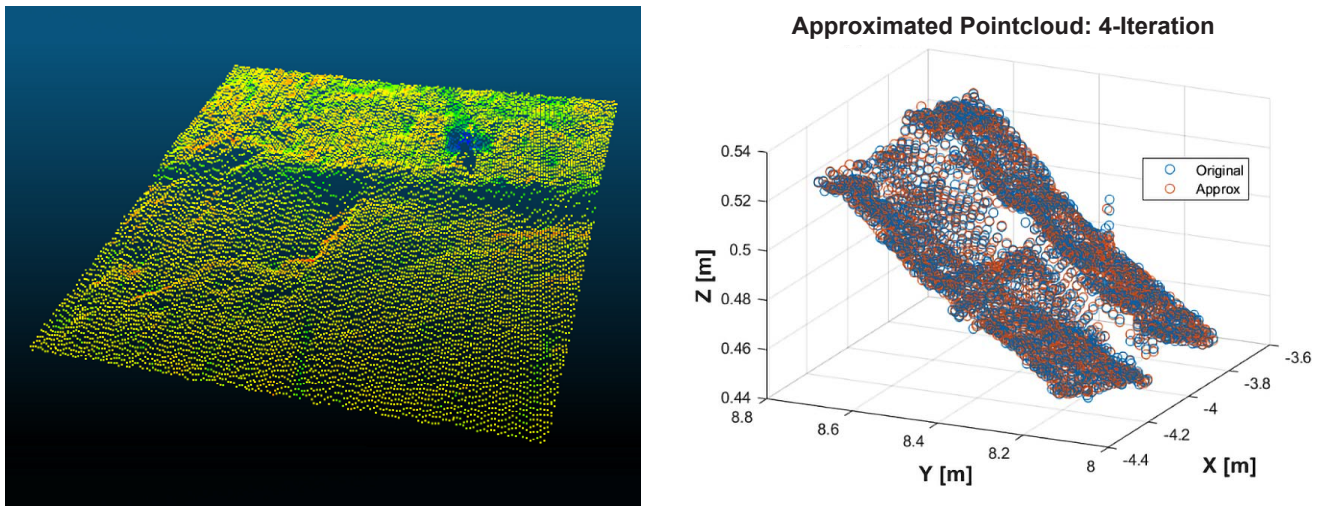 Approximated Pointcloud: 4-Iteration
0.54
0.52
0.5
0.48
0.46
0.44
Z [m]
Original
Approx
8.8
8.6
8.4
8.2
8
Y [m]
-4.4
-4.2
-4
-3.8
-3.6
X [m]